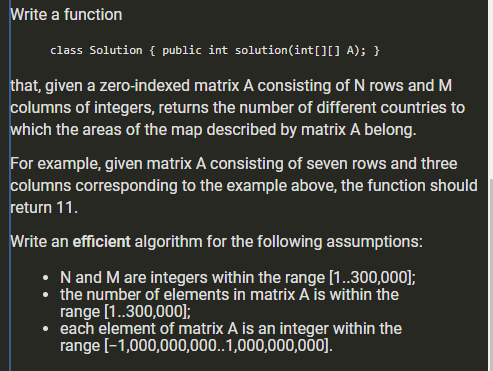 Write a function
class Solution { public int solution(int[][] A); }
that, given a zero-indexed matrix A consisting of N rows and M
columns of integers, returns the number of different countries to
which the areas of the map described by matrix A belong.
For example, given matrix A consisting of seven rows and three
columns corresponding to the example above, the function should
return 11.
Write an efficient algorithm for the following assumptions:
• N and M are integers within the range [1..300,000];
• the number of elements in matrix A is within the
range [1..300,000];
• each element of matrix A is an integer within the
range [−1,000,000,000..1,000,000,000].